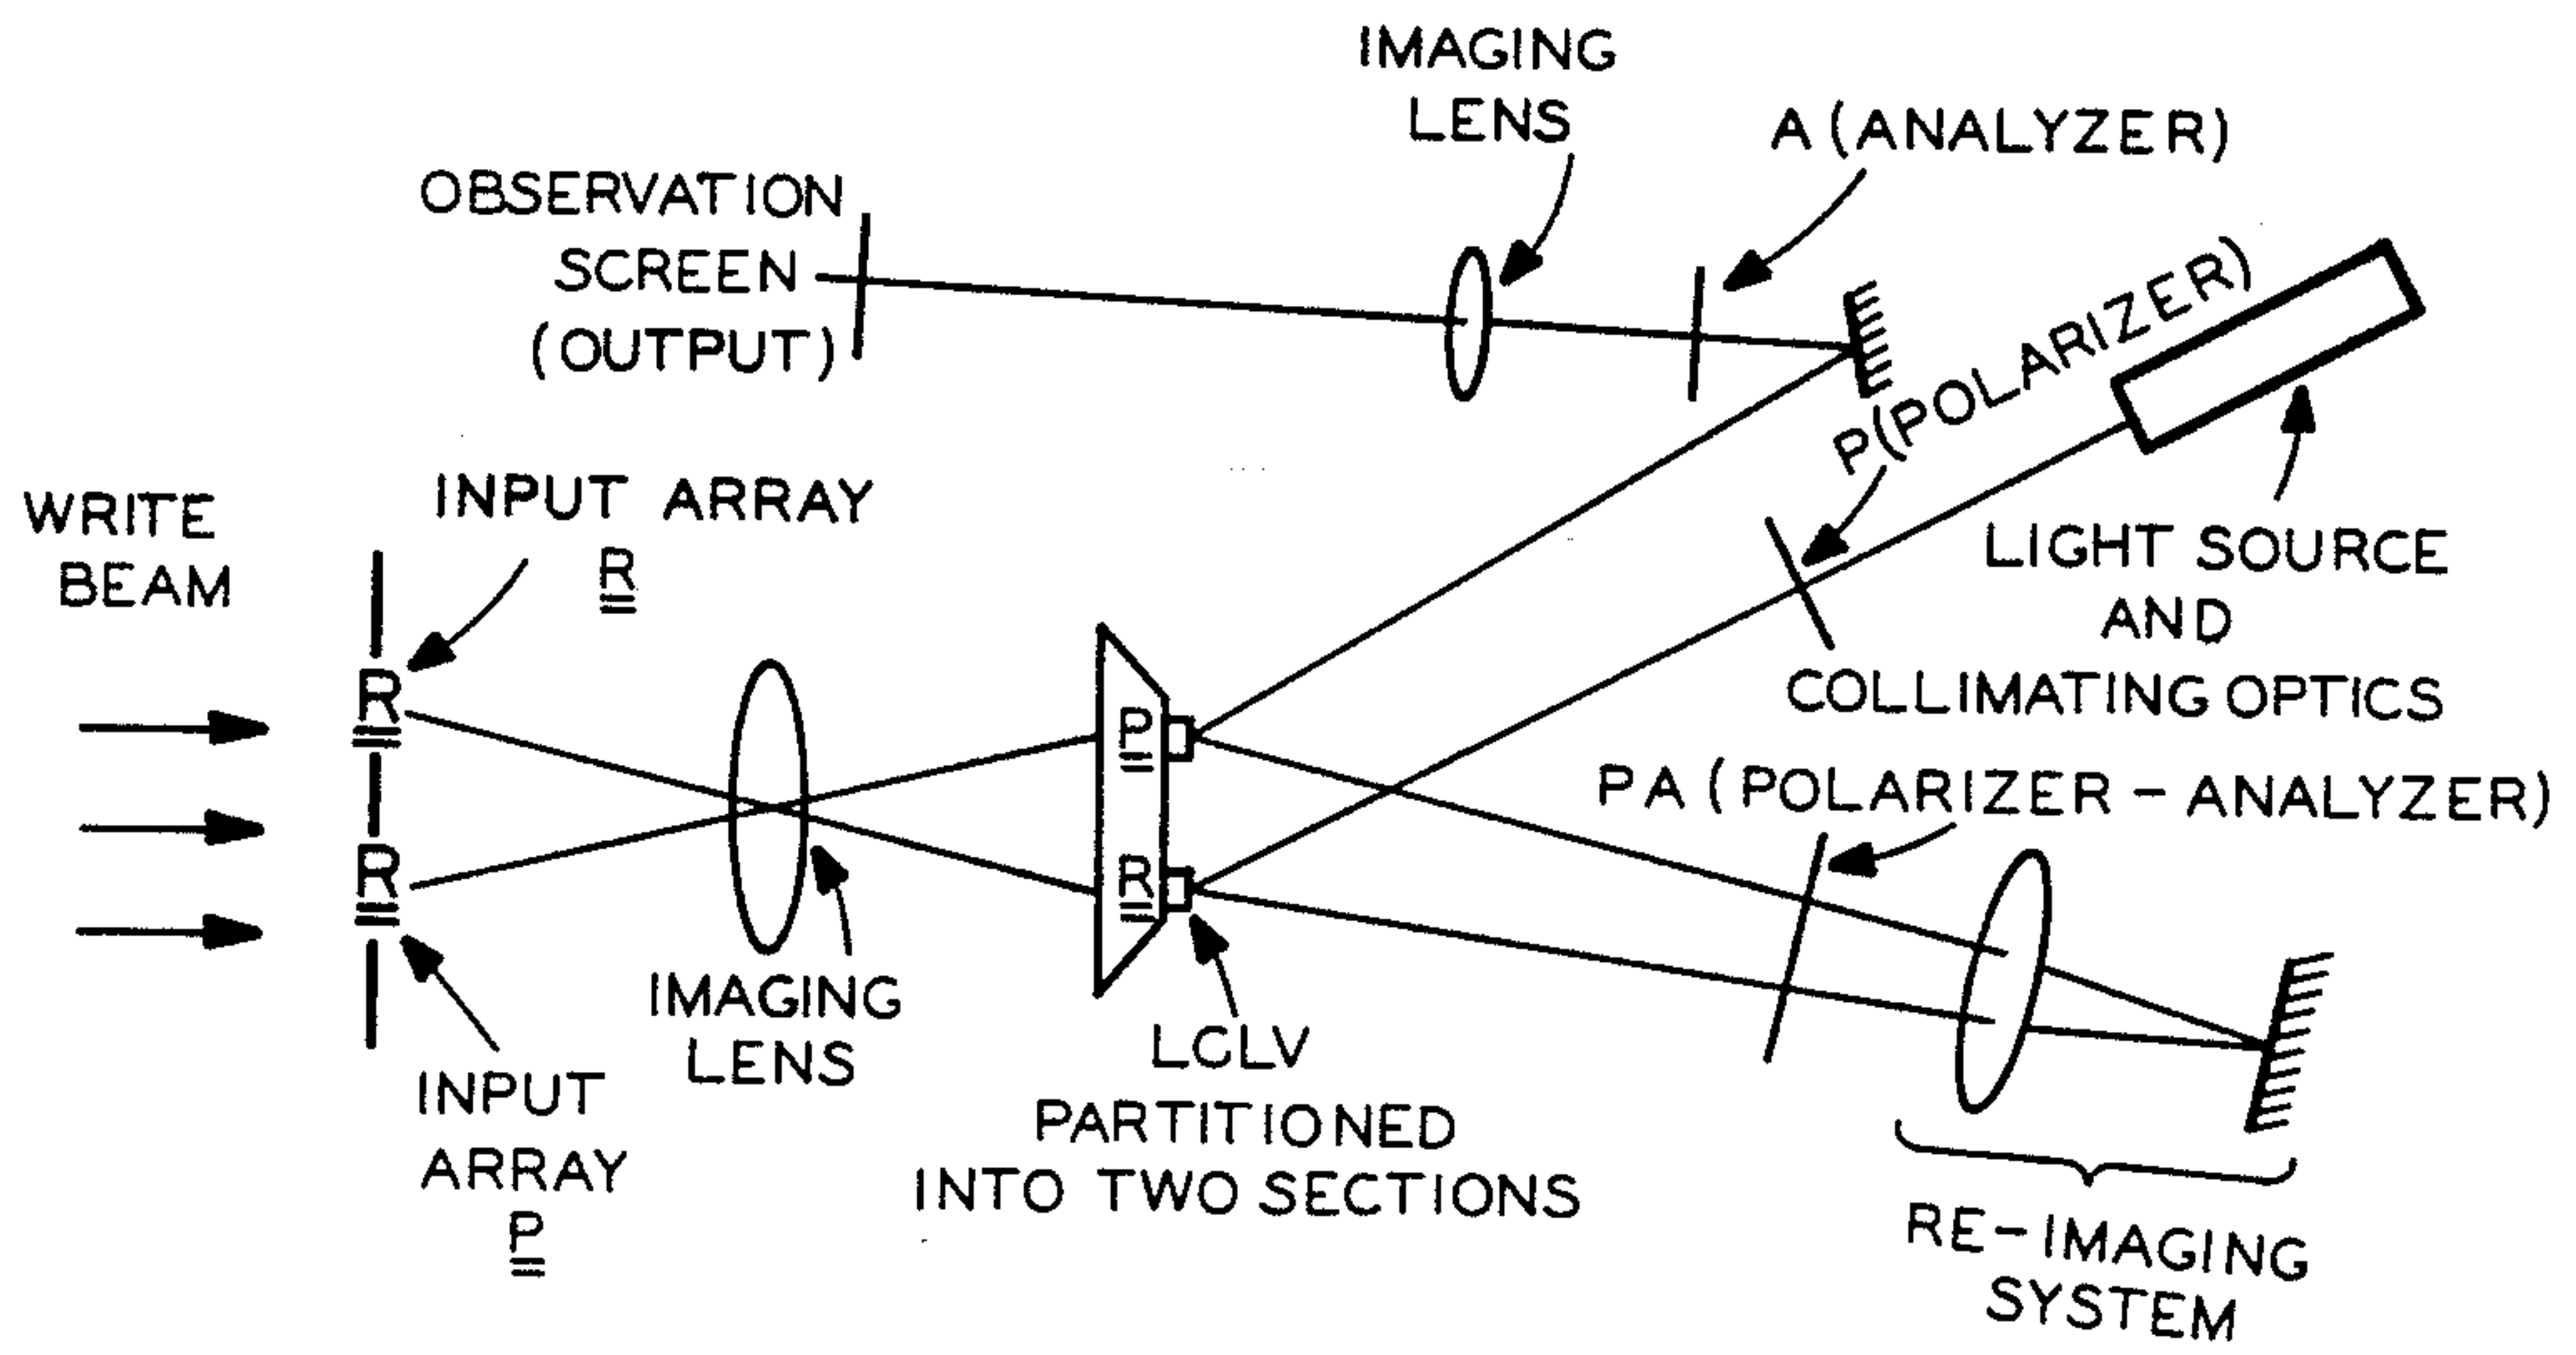 IMAGING
LENS
A (ANALYZER)
OBSERVATION
SCREEN
(OUTPUT)
P(POLARIZER)
WRITE
BEAM
INPUT ARRAY
R
LIGHT SOURCE
AND
COLLIMATING OPTICS
R
R
P
R
PA (POLARIZER-ANALYZER)
IMAGING
LENS
LCLV
PARTITIONED
INTO TWO SECTIONS
INPUT
ARRAY
P
RE-IMAGING
SYSTEM